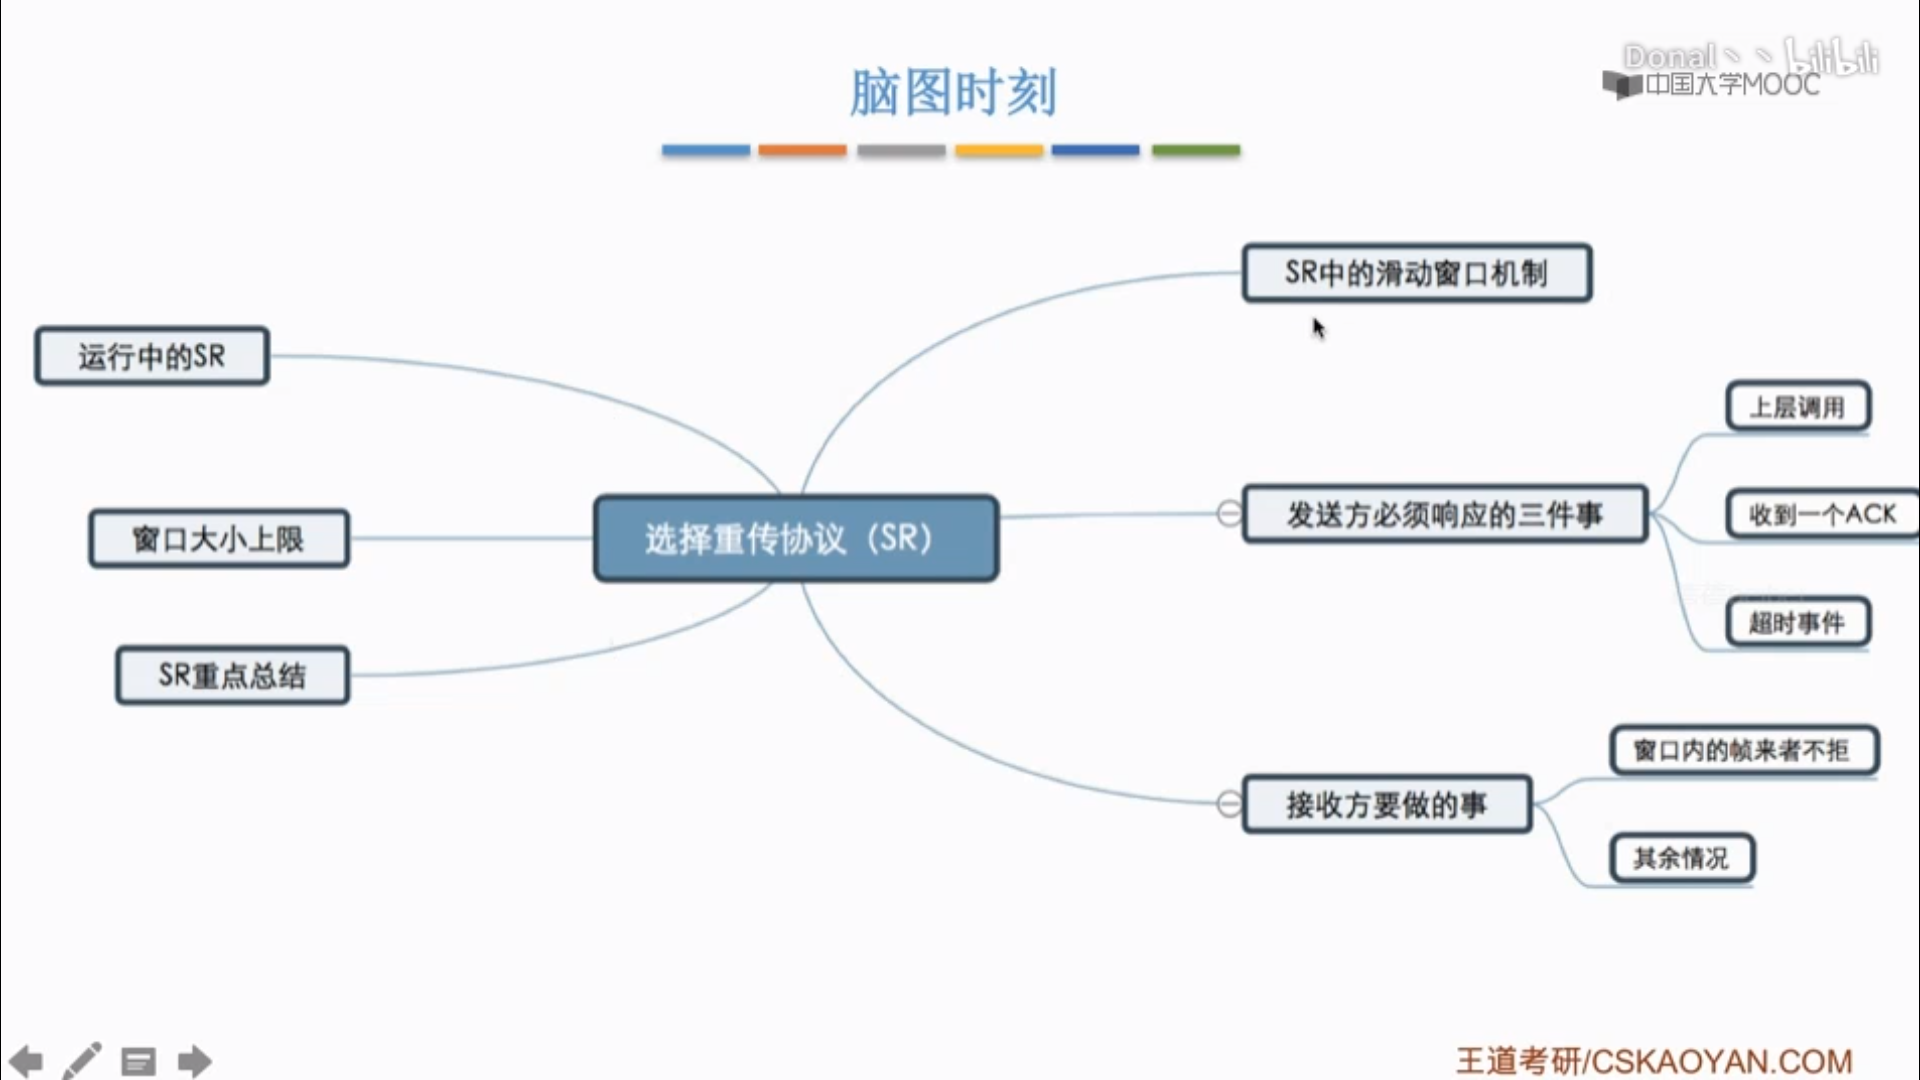 Donal丶丶 bilibili
中国大学MOOC
脑图时刻
SR中的滑动窗口机制
运行中的SR
上层调用
发送方必须响应的三件事
收到一个ACK
窗口大小上限
选择重传协议（SR）
超时事件
SR重点总结
窗口内的帧来者不拒
接收方要做的事
其余情况
王道考研/CSKAOYAN.COM